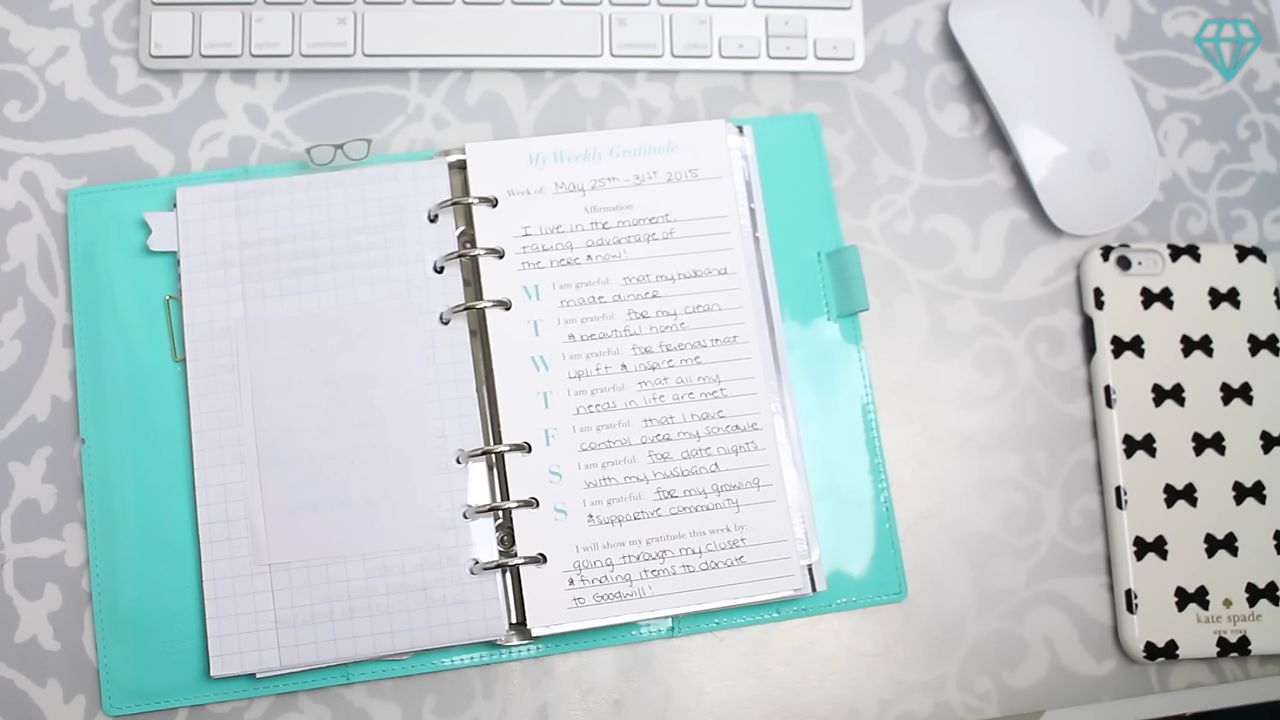 control
option
command
command
option
My Weekly Gratitude
Week of: May 25th - 31st 2015
Affirmation
I live in the moment.
Taking advantage of
the here & now!
M I am grateful: that my husband
made dinner
T I am grateful: for my clean
& beautiful home
W I am grateful: for friends that
uplift & inspire me
T I am grateful: that all my
needs in life are met
F I am grateful: that i have
control over my schedule
S I am grateful: for date nights
with my husband
S I am grateful: for my growing
& supportive community
I will show my gratitude this week by:
going through my closet
& finding items to donate
to Goodwill!
kate spade
NEW YORK